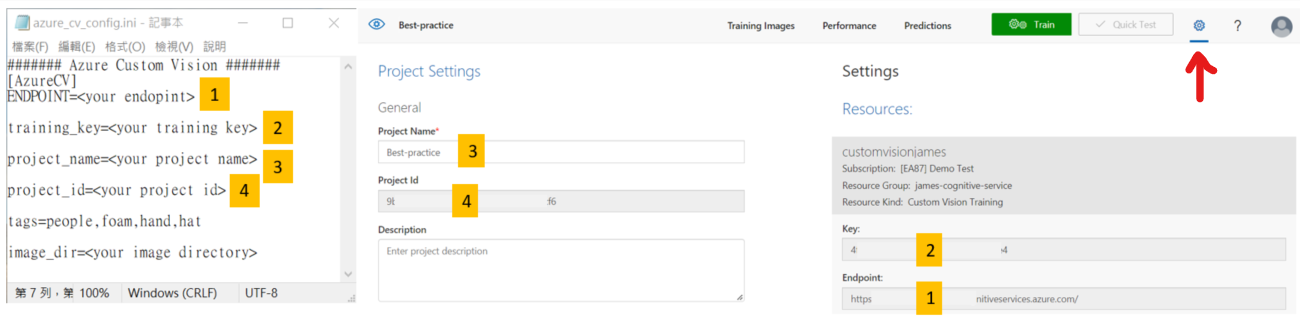 azure_cv_config.ini - 記事本
檔案(F) 編輯(E) 格式(O) 檢視(V) 說明
####### Azure Custom Vision #######
[AzureCV]
ENDPOINT=<your endopint> 1
training_key=<your training key> 2
project_name=<your project name> 3
project_id=<your project id> 4
tags=people,foam,hand,hat
image_dir=<your image directory>
第 7 列,第 100% Windows (CRLF) UTF-8
Best-practice Training Images Performance Predictions Train Quick Test ?
Project Settings
General
Project Name*
Best-practice 3
Project Id
4 f6
Description
Enter project description
Settings
Resources:
customvisionjames
Subscription: [EA87] Demo Test
Resource Group: james-cognitive-service
Resource Kind: Custom Vision Training
Key:
4 2 4
Endpoint:
https 1 nitiveservices.azure.com/